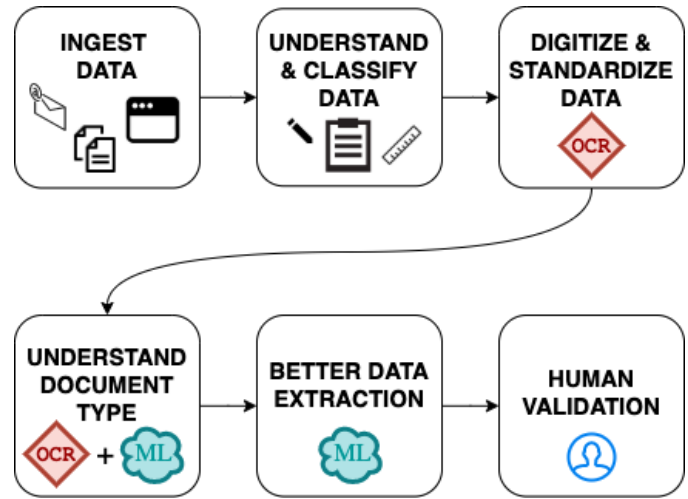 INGEST
DATA
@
UNDERSTAND
& CLASSIFY
DATA
DIGITIZE &
STANDARDIZE
DATA
OCR
UNDERSTAND
DOCUMENT
TYPE
OCR + ML
BETTER DATA
EXTRACTION
ML
HUMAN
VALIDATION